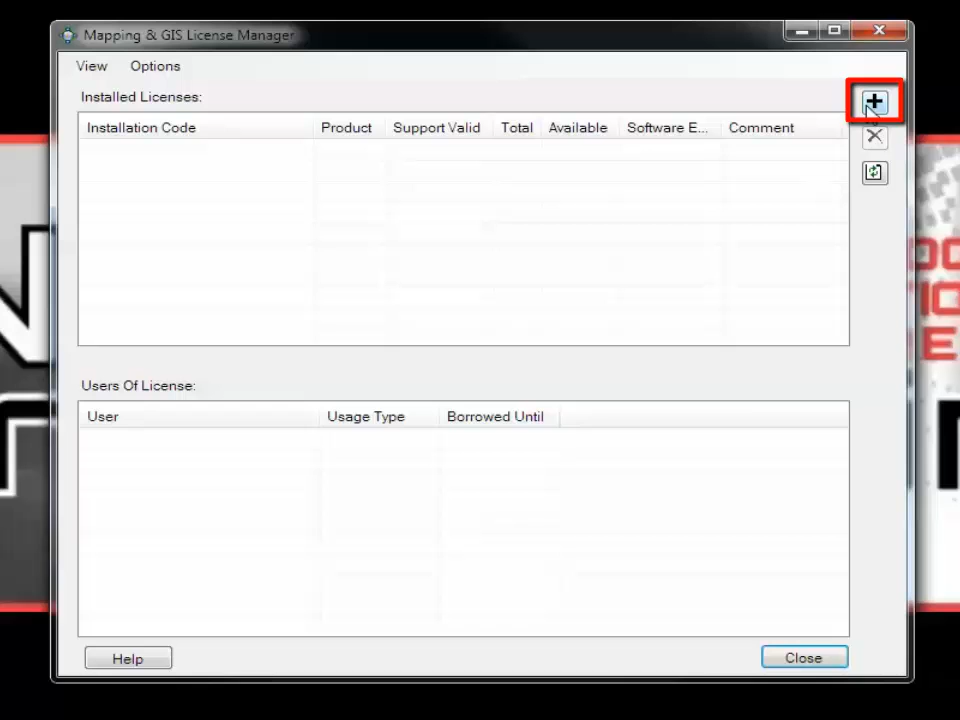 Mapping & GIS License Manager
View Options
Installed Licenses:
Installation Code Product Support Valid Total Available Software E... Comment
Users Of License:
User Usage Type Borrowed Until
Help Close